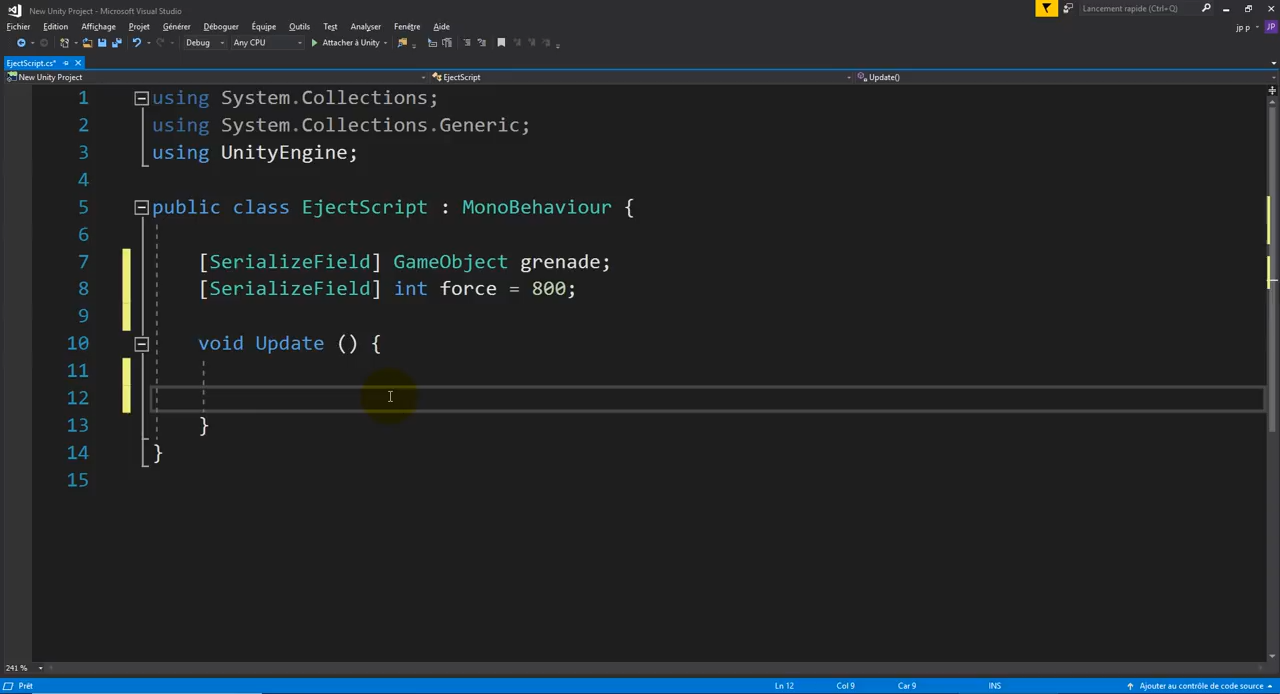 New Unity Project - Microsoft Visual Studio
Lancement rapide (Ctrl+Q)
Fichier Edition Affichage Projet Générer Déboguer Équipe Outils Test Analyser Fenêtre Aide
jp p JP
Debug Any CPU Attacher à Unity
EjectScript.cs*
New Unity Project EjectScript Update()
1 using System.Collections;
2 using System.Collections.Generic;
3 using UnityEngine;
4
5 public class EjectScript : MonoBehaviour {
6
7 [SerializeField] GameObject grenade;
8 [SerializeField] int force = 800;
9
10 void Update () {
11
12
13 }
14 }
15
241 %
Prêt Ln 12 Col 9 Car 9 INS Ajouter au contrôle de code source